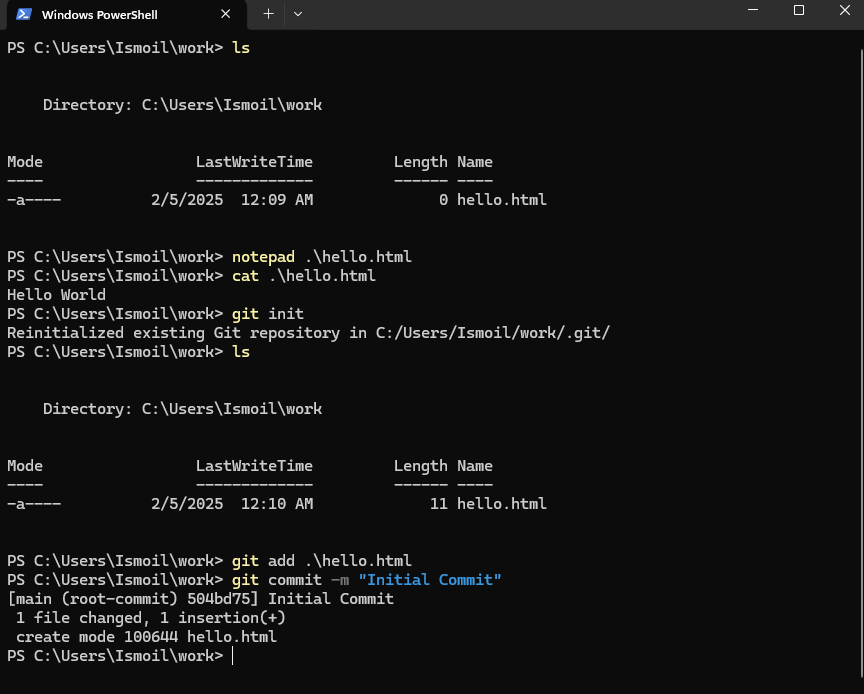 Windows PowerShell
PS C:\Users\Ismoil\work> ls
Directory: C:\Users\Ismoil\work
Mode                 LastWriteTime         Length Name
----                 -------------         ------ ----
-a----          2/5/2025  12:09 AM              0 hello.html
PS C:\Users\Ismoil\work> notepad .\hello.html
PS C:\Users\Ismoil\work> cat .\hello.html
Hello World
PS C:\Users\Ismoil\work> git init
Reinitialized existing Git repository in C:/Users/Ismoil/work/.git/
PS C:\Users\Ismoil\work> ls
Directory: C:\Users\Ismoil\work
Mode                 LastWriteTime         Length Name
----                 -------------         ------ ----
-a----          2/5/2025  12:10 AM             11 hello.html
PS C:\Users\Ismoil\work> git add .\hello.html
PS C:\Users\Ismoil\work> git commit -m "Initial Commit"
[main (root-commit) 504bd75] Initial Commit
 1 file changed, 1 insertion(+)
 create mode 100644 hello.html
PS C:\Users\Ismoil\work>